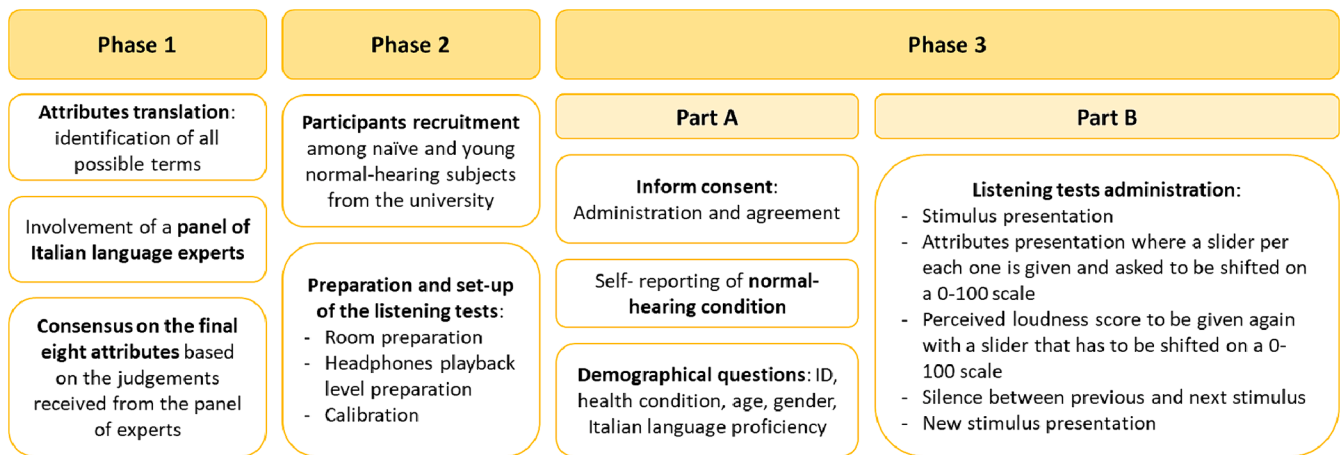 Phase 1
Attributes translation:
identification of all
possible terms
Involvement of a panel of
Italian language experts
Consensus on the final
eight attributes based
on the judgements
received from the panel
of experts
Phase 2
Participants recruitment
among naïve and young
normal-hearing subjects
from the university
Preparation and set-up
of the listening tests:
- Room preparation
- Headphones playback
level preparation
- Calibration
Phase 3
Part A
Inform consent:
Administration and agreement
Self- reporting of normal-
hearing condition
Demographical questions: ID,
health condition, age, gender,
Italian language proficiency
Part B
Listening tests administration:
- Stimulus presentation
- Attributes presentation where a slider per
each one is given and asked to be shifted on
a 0-100 scale
- Perceived loudness score to be given again
with a slider that has to be shifted on a 0-
100 scale
- Silence between previous and next stimulus
- New stimulus presentation